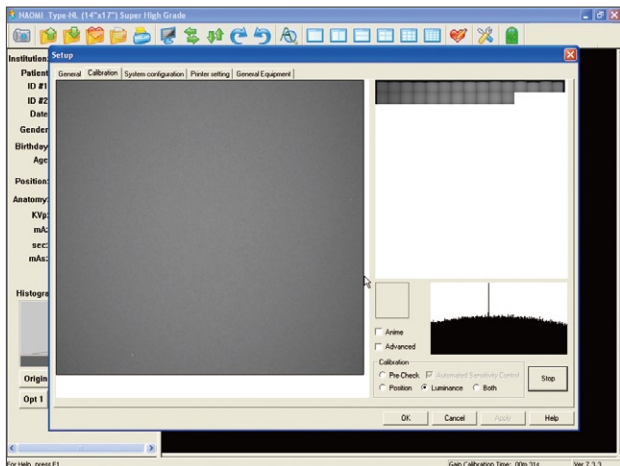 NAOMI Type-NL (14"x17") Super High Grade
Institution:
Patient
ID #1
ID #2
Date
Gender
Birthday
Age
Position:
Anatomy:
KVp:
mA:
sec:
mAs:
Histogra
Origin
Opt 1
Setup
General Calibration System configuration Printer setting General Equipment
Anime
Advanced
Calibration
Pre-Check Automated Sensitivity Control
Position Luminance Both
Stop
OK Cancel Apply Help
For Help, press F1 Gain Calibration Time: 00m 31s Ver 7.3.3